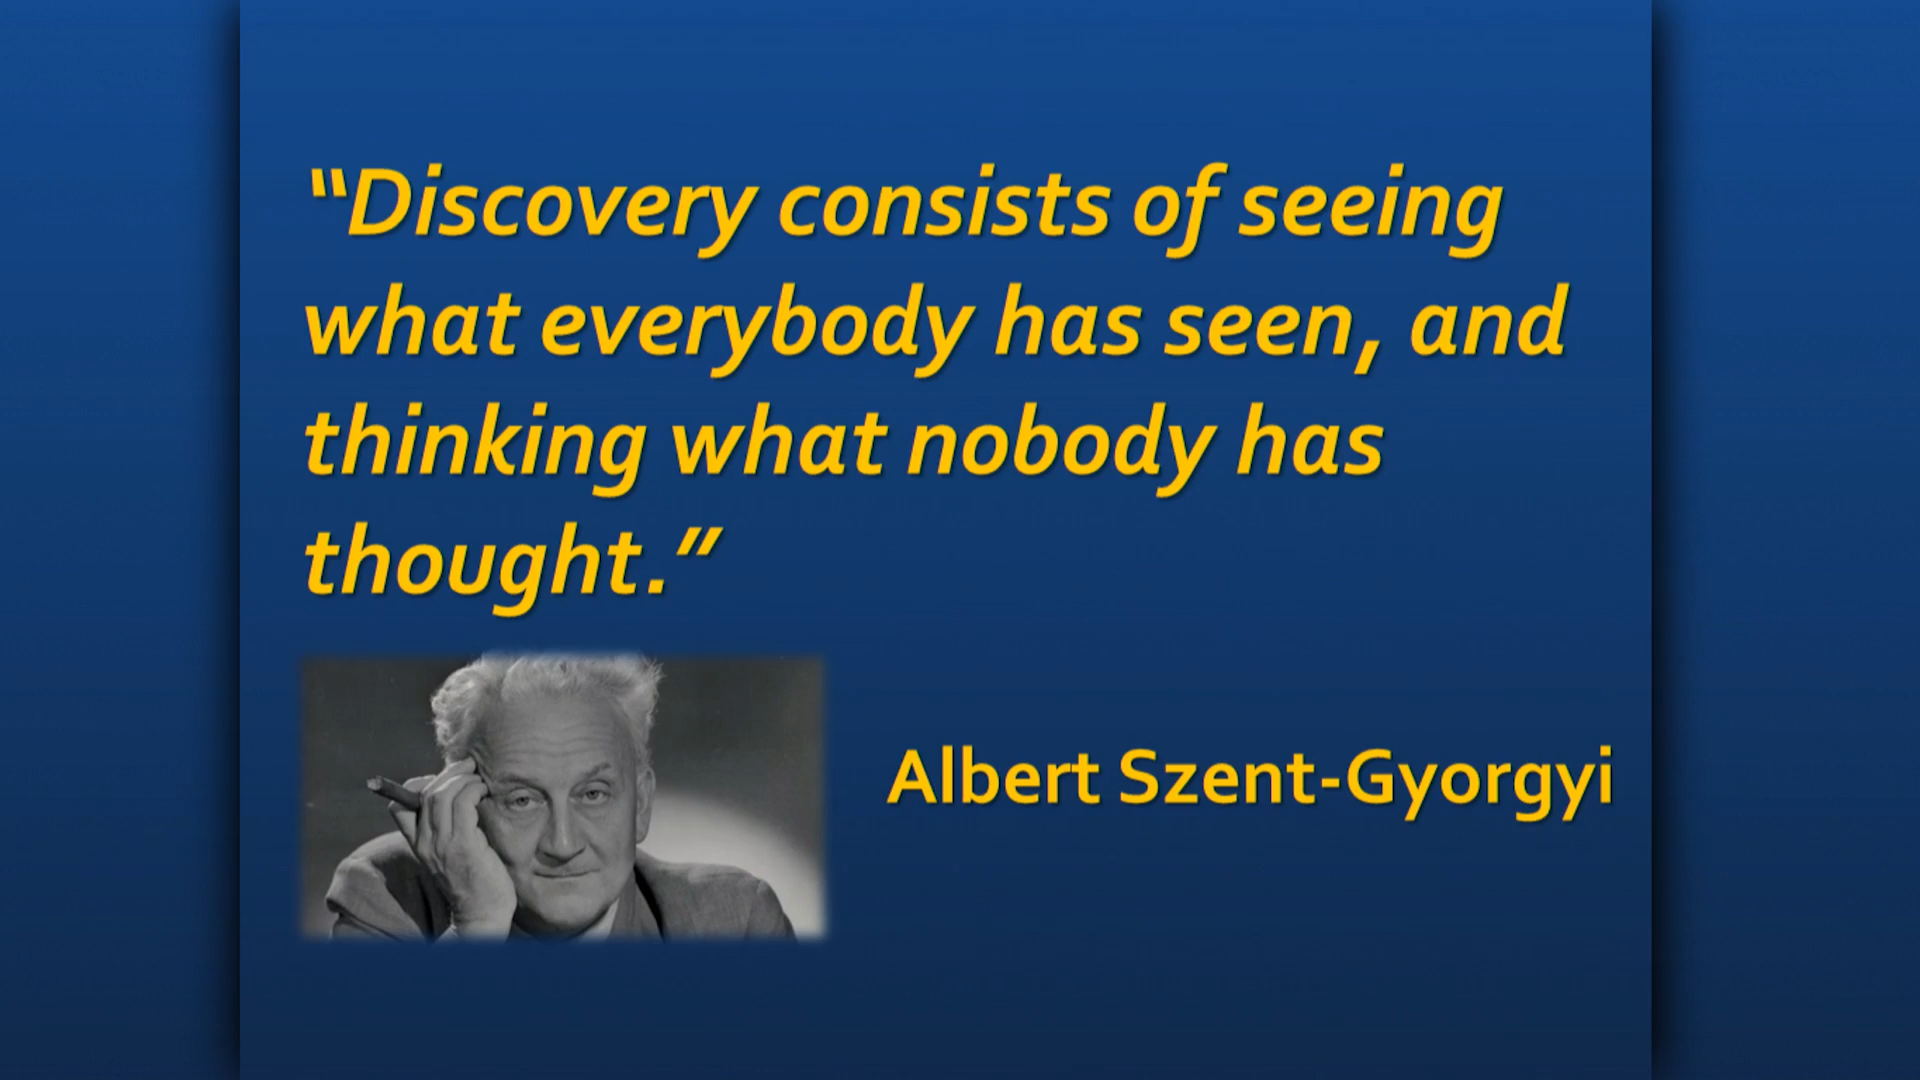 “Discovery consists of seeing
what everybody has seen, and
thinking what nobody has
thought.”
Albert Szent-Gyorgyi